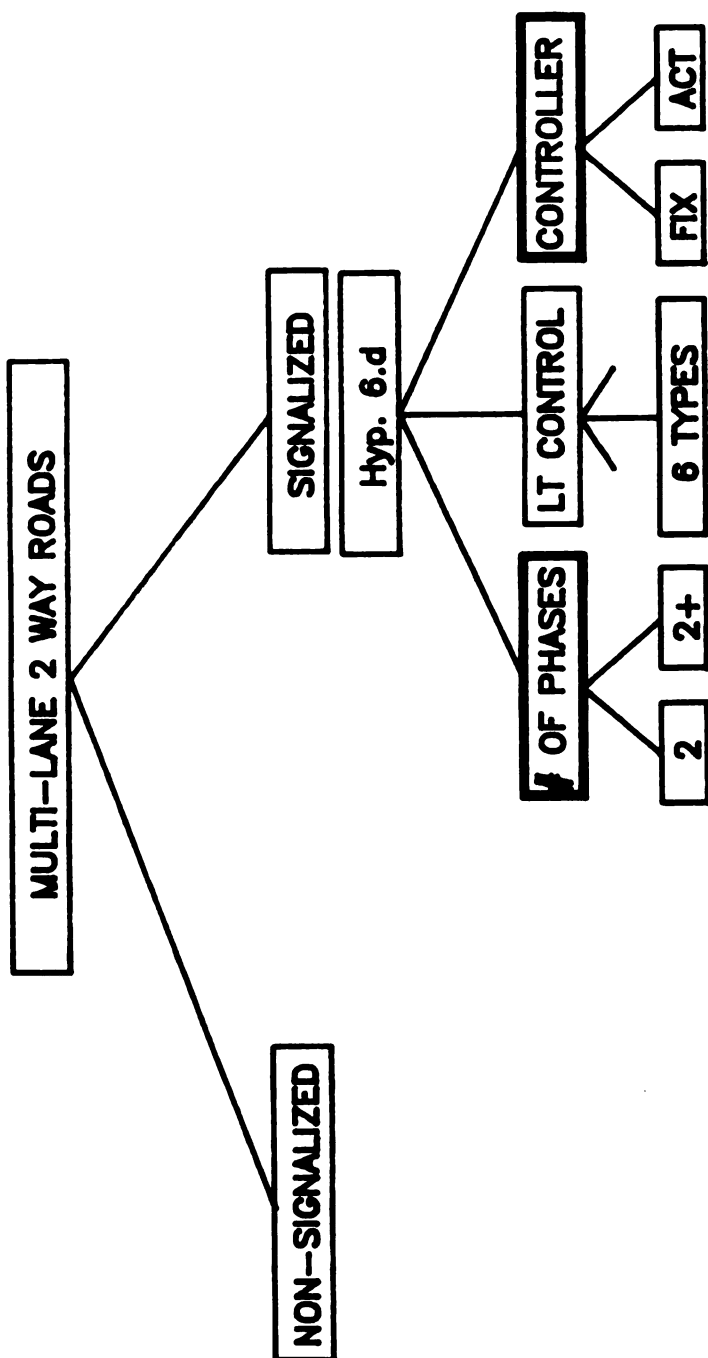 MULTI-LANE 2 WAY ROADS
NON-SIGNALIZED
SIGNALIZED
Hyp. 6.d
# OF PHASES
LT CONTROL
CONTROLLER
2
2+
6 TYPES
FIX
ACT